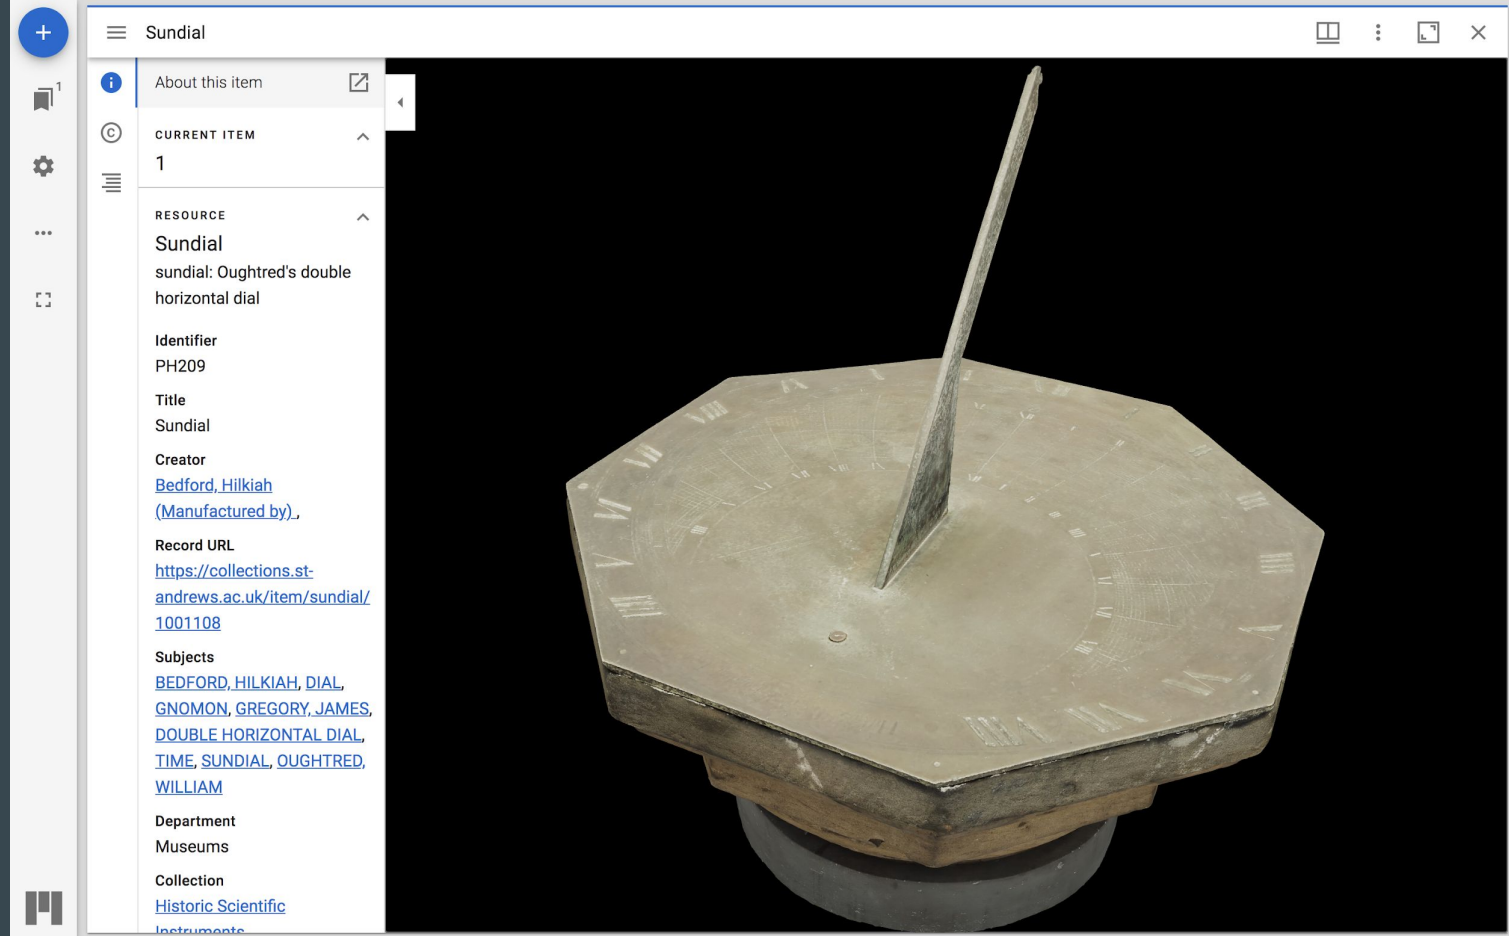 Sundial
1
About this item
CURRENT ITEM
1
RESOURCE
Sundial
sundial: Oughtred's double
horizontal dial
Identifier
PH209
Title
Sundial
Creator
Bedford, Hilkiah
(Manufactured by) ,
Record URL
https://collections.st-
andrews.ac.uk/item/sundial/
1001108
Subjects
BEDFORD, HILKIAH, DIAL,
GNOMON, GREGORY, JAMES,
DOUBLE HORIZONTAL DIAL,
TIME, SUNDIAL, OUGHTRED,
WILLIAM
Department
Museums
Collection
Historic Scientific
Instruments